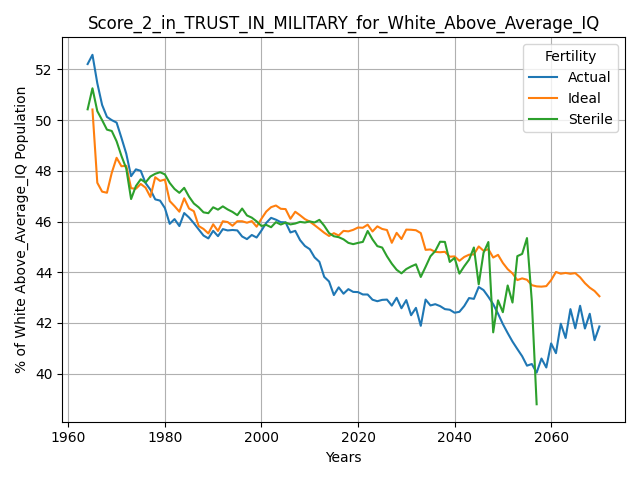 Score_2_in_TRUST_IN_MILITARY_for_White_Above_Average_IQ
Fertility
Actual
Ideal
Sterile
% of White Above_Average_IQ Population
52
50
48
46
44
42
40
1960
1980
2000
2020
2040
2060
Years